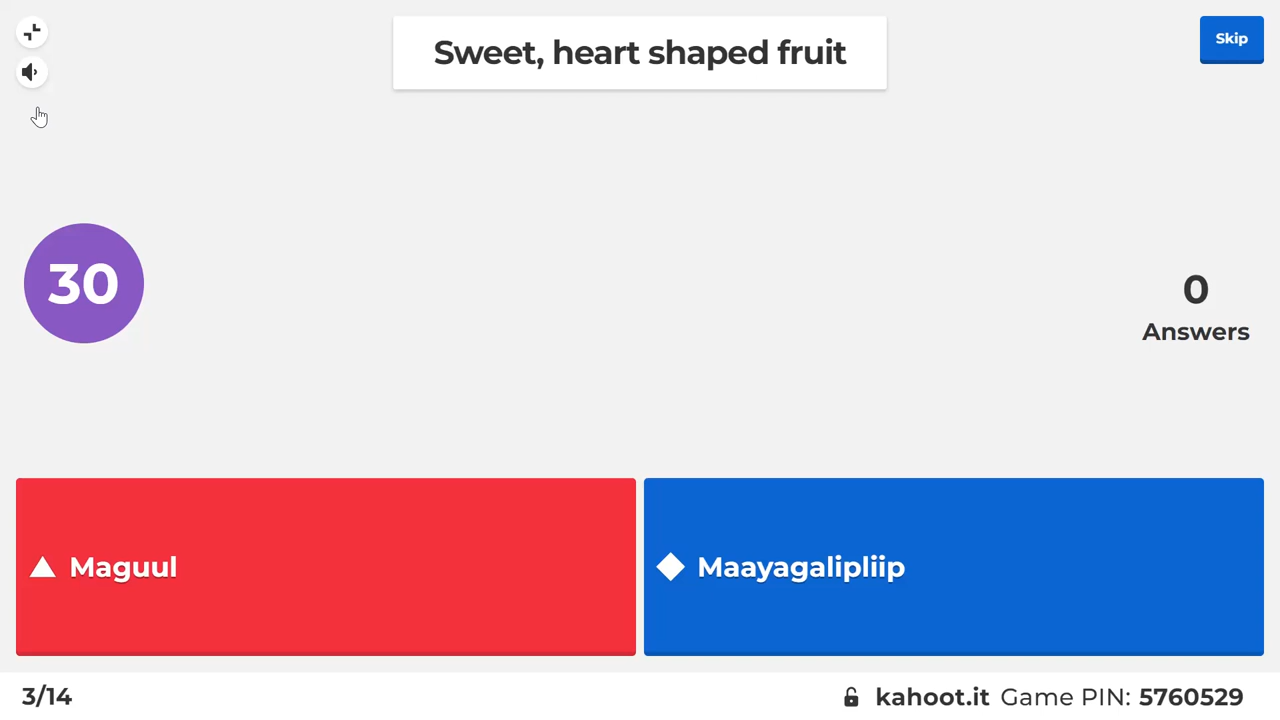 Sweet, heart shaped fruit
Skip
30
0
Answers
Maguul
Maayagalipliip
3/14
kahoot.it Game PIN: 5760529